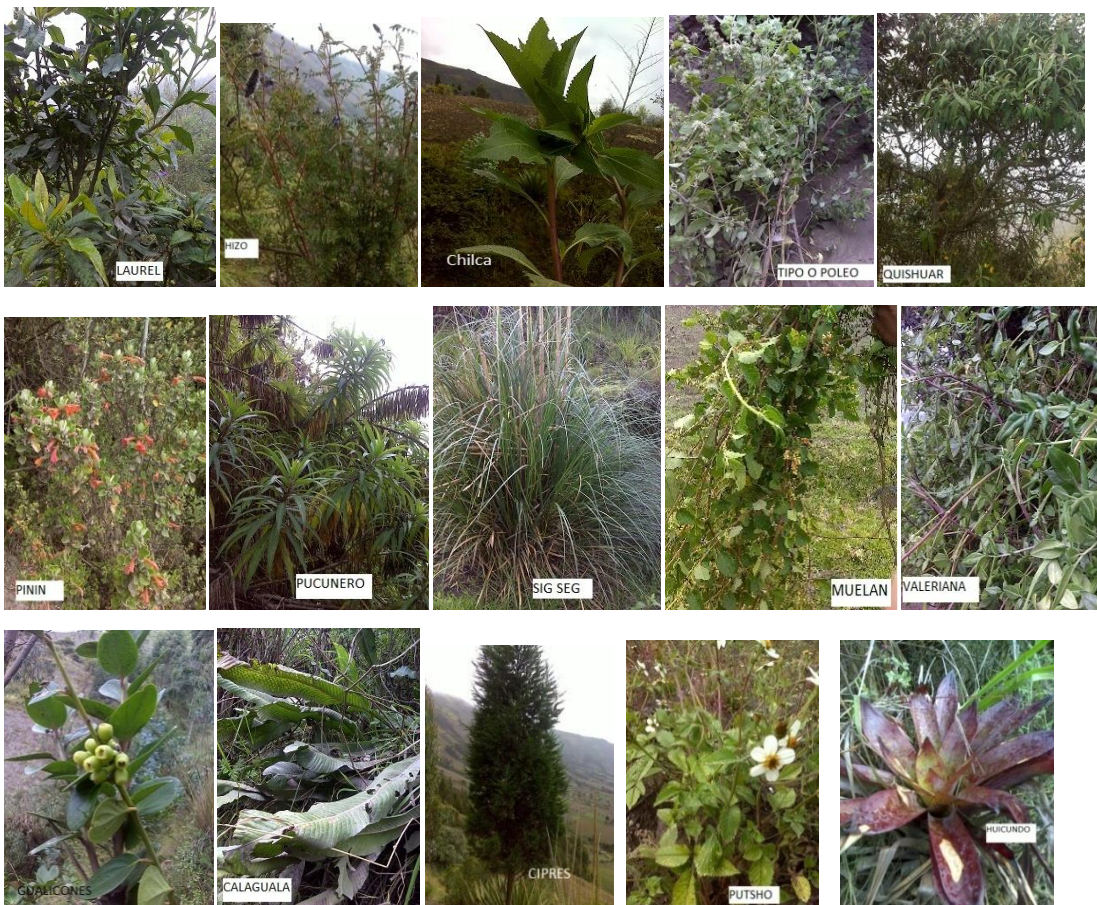 LAUREL
HIZO
Chilca
TIPO O POLEO
QUISHUAR
PININ
PUCUNERO
SIG SEG
MUELAN
VALERIANA
GUALICONES
CALAGUALA
CIPRES
PUTSHO
HUICUNDO